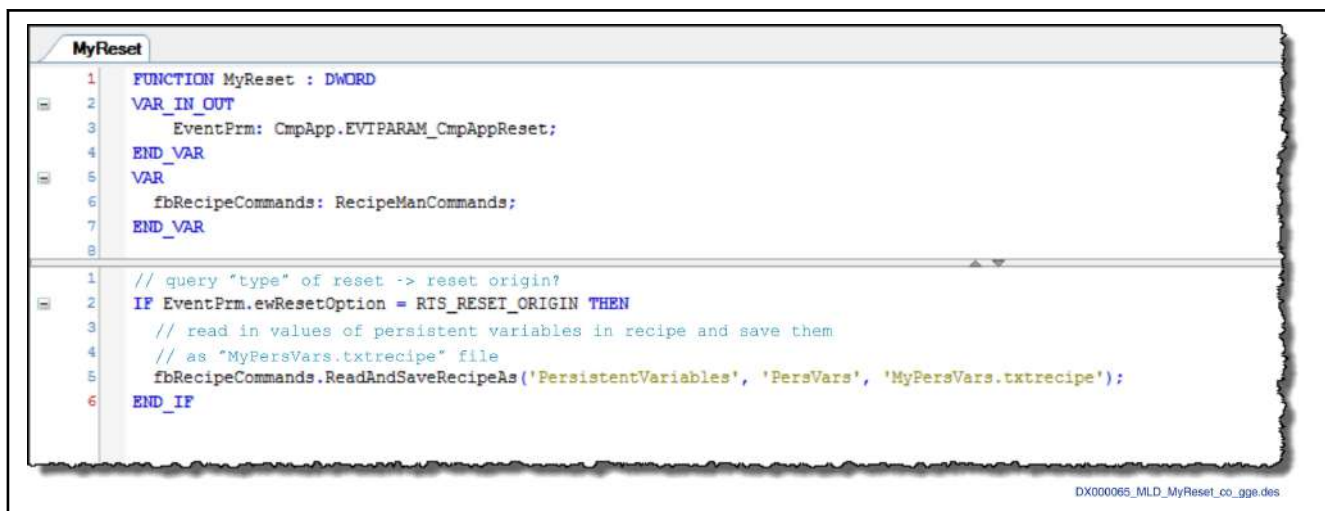 MyReset
1 FUNCTION MyReset : DWORD
2 VAR_IN_OUT
3 EventPrm: CmpApp.EVTPARAM_CmpAppReset;
4 END_VAR
5 VAR
6 fbRecipeCommands: RecipeManCommands;
7 END_VAR
8
1 // query "type" of reset -> reset origin?
2 IF EventPrm.ewResetOption = RTS_RESET_ORIGIN THEN
3 // read in values of persistent variables in recipe and save them
4 // as "MyPersVars.txtrecipe" file
5 fbRecipeCommands.ReadAndSaveRecipeAs('PersistentVariables', 'PersVars', 'MyPersVars.txtrecipe');
6 END_IF
DX000065_MLD_MyReset_co_gge.des